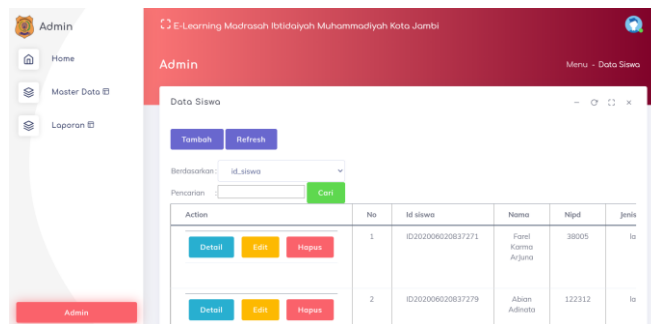 Admin
E-Learning Madrasah Ibtidaiyah Muhammadiyah Kota Jambi
Home
Master Data
Laporan
Admin
Admin
Menu - Data Siswa
Data Siswa
Tambah Refresh
Berdasarkan : id_siswa
Pencarian : Cari
Action No Id siswa Nama Nipd Jenis
Detail Edit Hapus 1 ID202006020837271 Farel 38005 la
Karma
Arjuna
Detail Edit Hapus 2 ID202006020837279 Abian 122312 la
Adinata